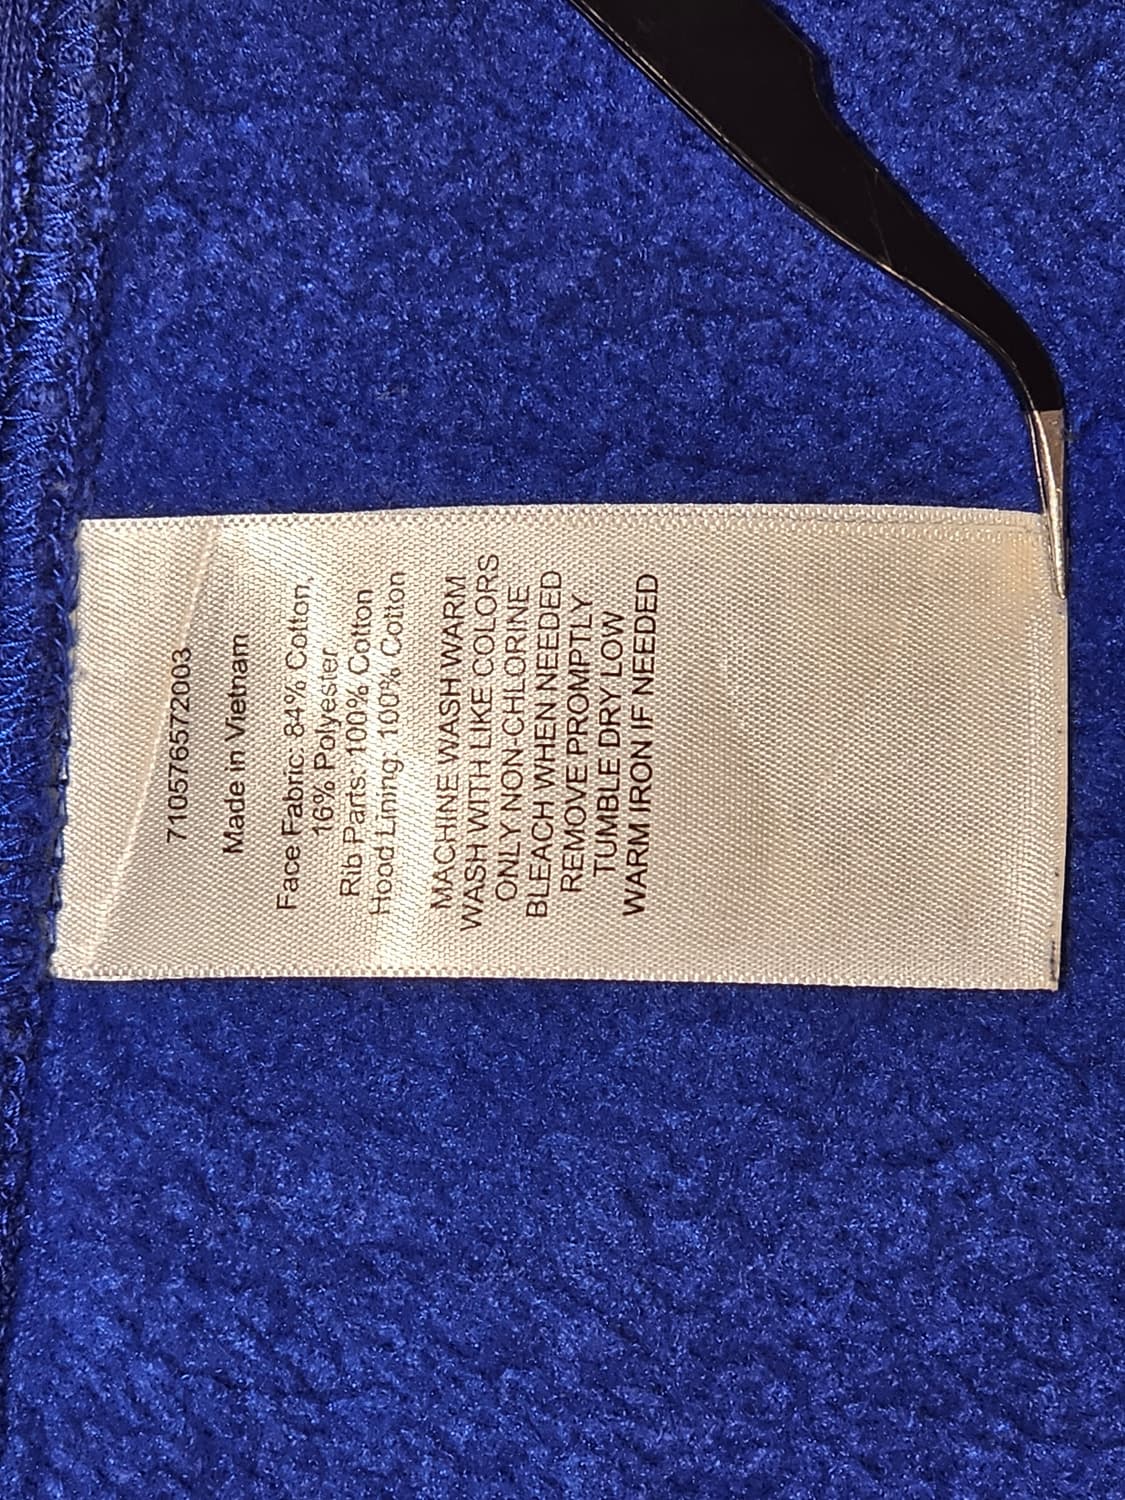 710576572003
Made in Vietnam
Face Fabric: 84% Cotton,
16% Polyester
Rib Parts: 100% Cotton
Hood Lining: 100% Cotton
MACHINE WASH WARM
WASH WITH LIKE COLORS
ONLY NON-CHLORINE
BLEACH WHEN NEEDED
REMOVE PROMPTLY
TUMBLE DRY LOW
WARM IRON IF NEEDED